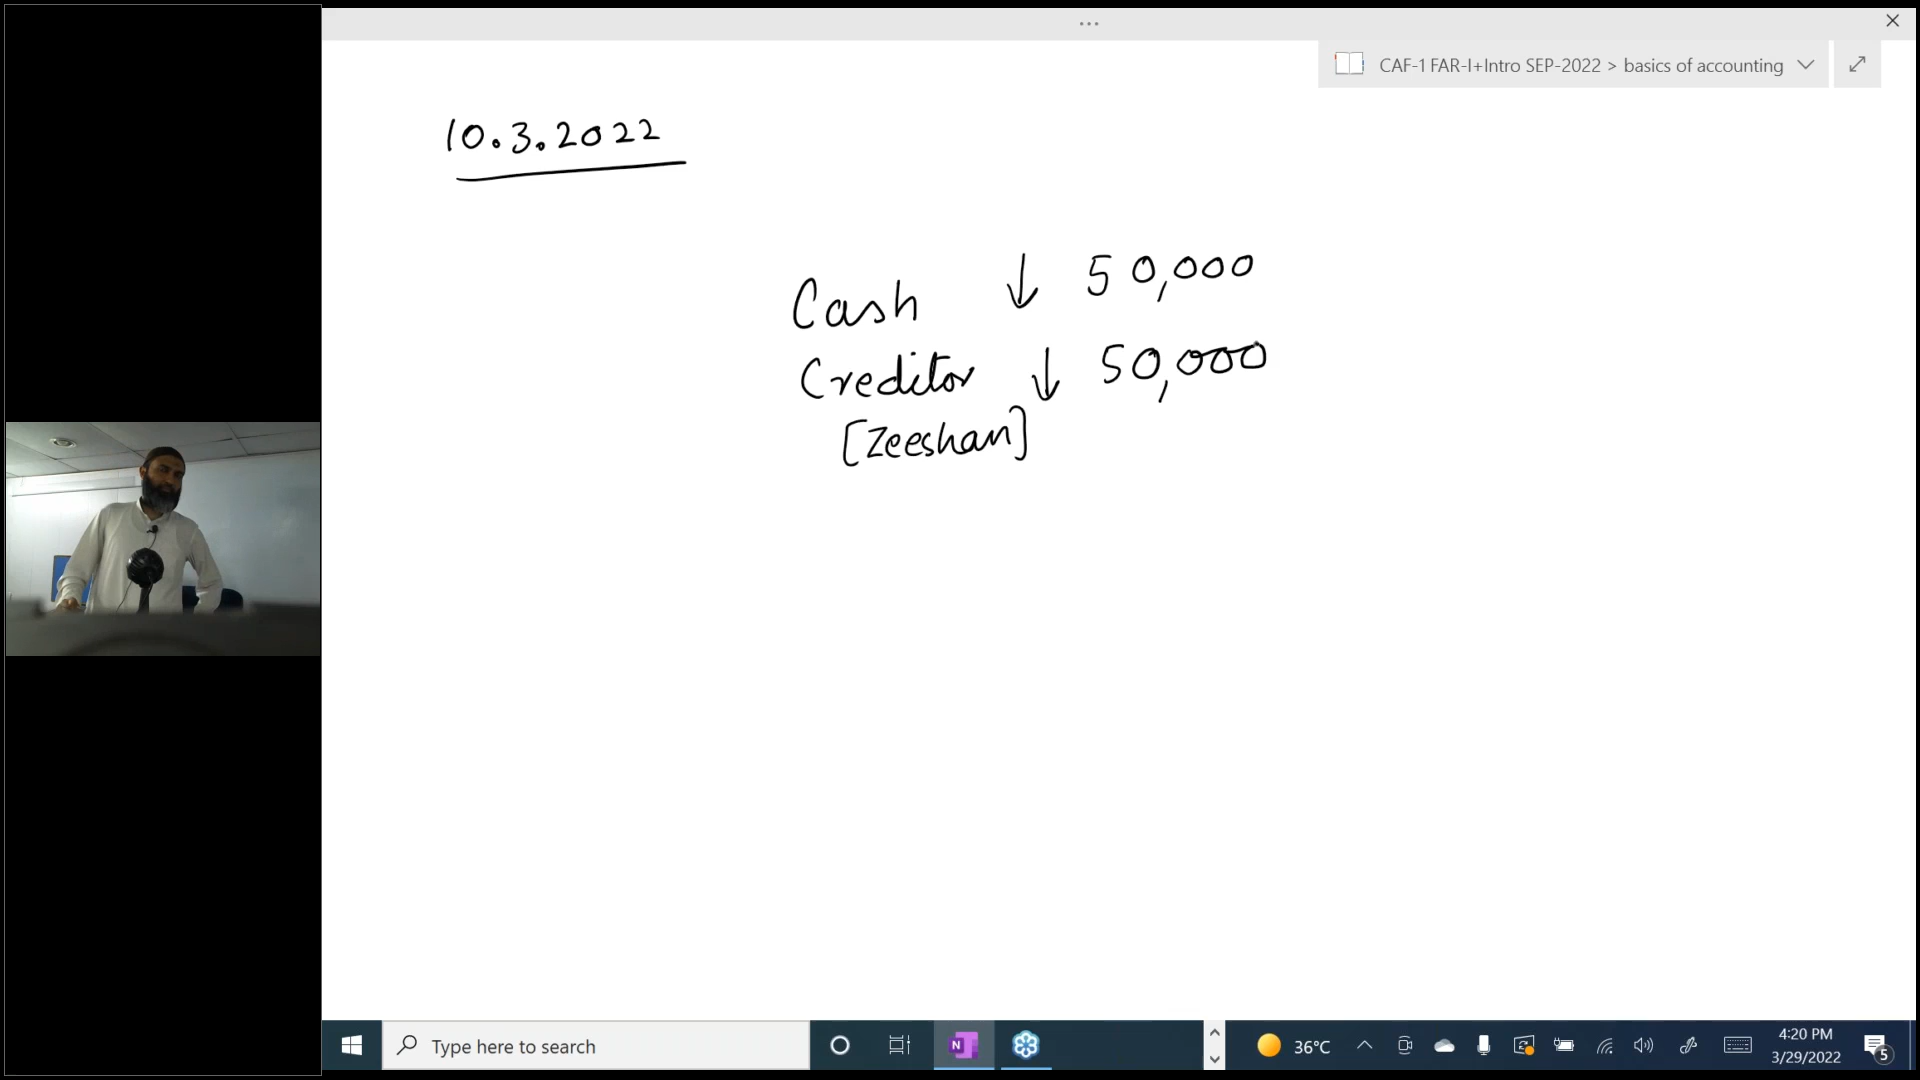 CAF-1 FAR-I+Intro SEP-2022 > basics of accounting
10.3.2022
Cash ↓ 50,000
Creditor ↓ 50,000
[Zeeshan]
Type here to search
N
36°C
4:20 PM
3/29/2022
5